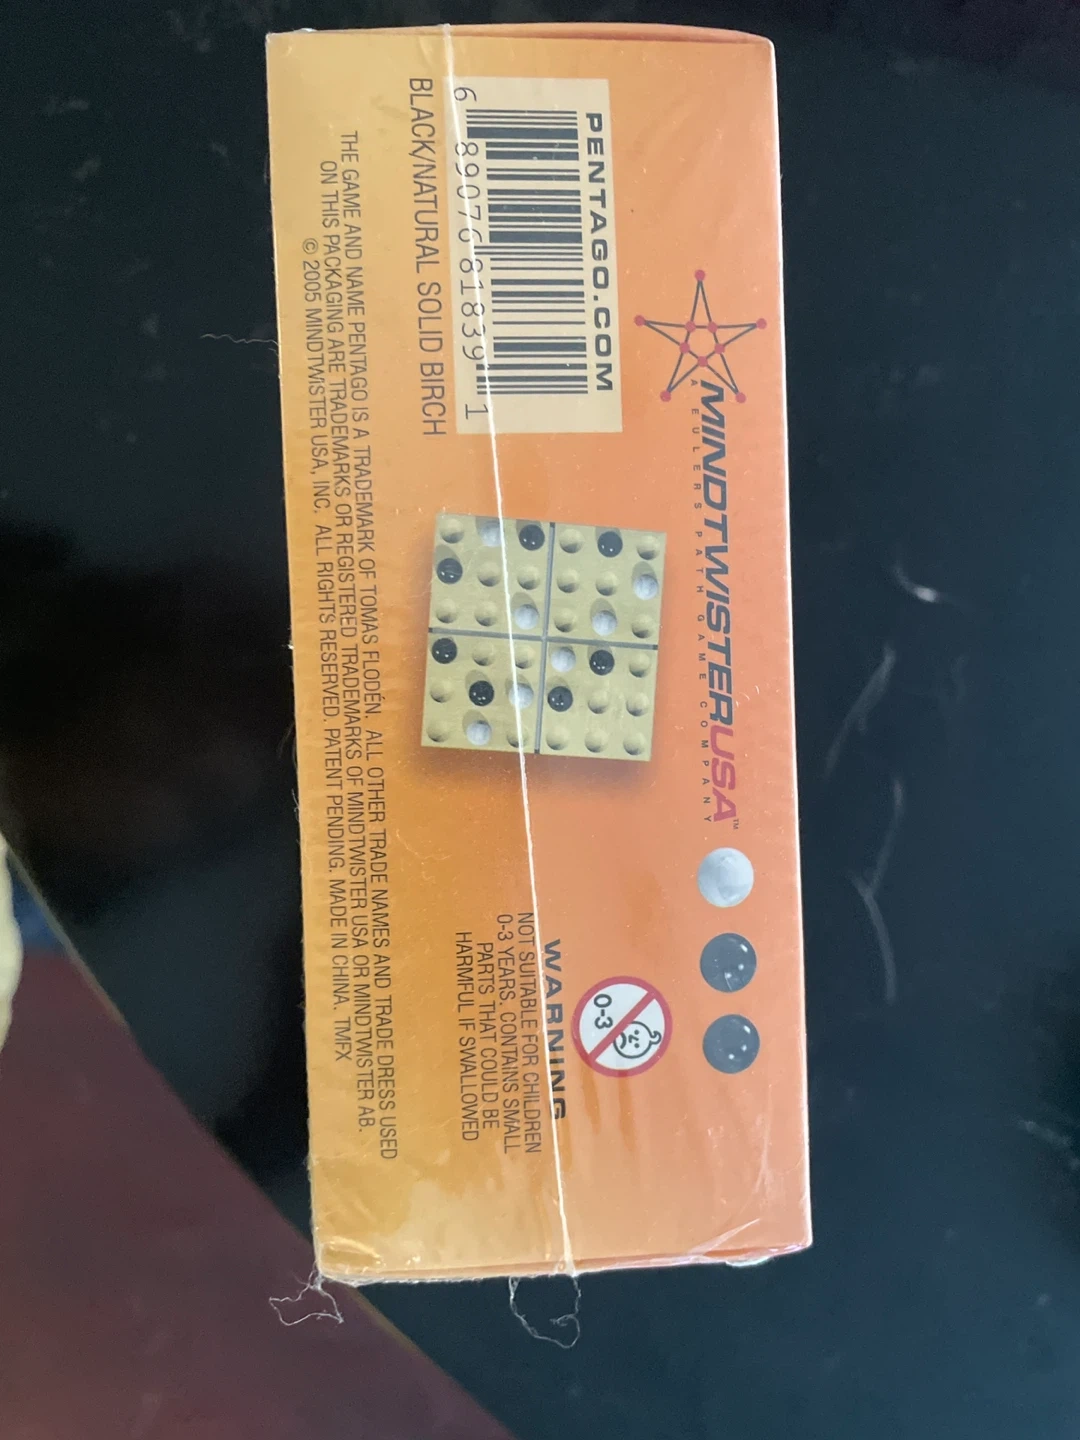 MINDTWISTERUSA™
A EULERS PATH GAME COMPANY
PENTAGO.COM
6 89076 81839 1
BLACK/NATURAL SOLID BIRCH
0-3
WARNING
NOT SUITABLE FOR CHILDREN
0-3 YEARS. CONTAINS SMALL
PARTS THAT COULD BE
HARMFUL IF SWALLOWED
THE GAME AND NAME PENTAGO IS A TRADEMARK OF TOMAS FLODÉN. ALL OTHER TRADE NAMES AND TRADE DRESS USED
ON THIS PACKAGING ARE TRADEMARKS OR REGISTERED TRADEMARKS OF MINDTWISTER USA OR MINDTWISTER AB.
© 2005 MINDTWISTER USA, INC. ALL RIGHTS RESERVED. PATENT PENDING. MADE IN CHINA. TMFX